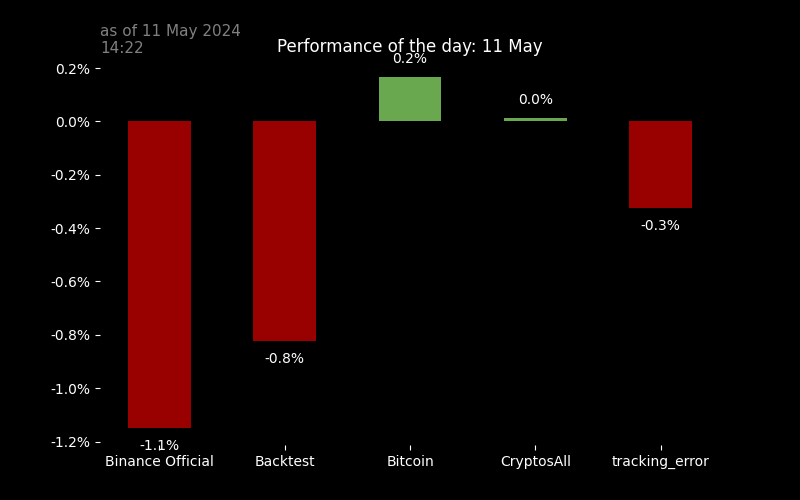 as of 11 May 2024
14:22
Performance of the day: 11 May
0.2%
0.0%
-0.2%
-0.4%
-0.6%
-0.8%
-1.0%
-1.2%
-1.1%
-0.8%
0.2%
0.0%
-0.3%
Binance Official
Backtest
Bitcoin
CryptosAll
tracking_error